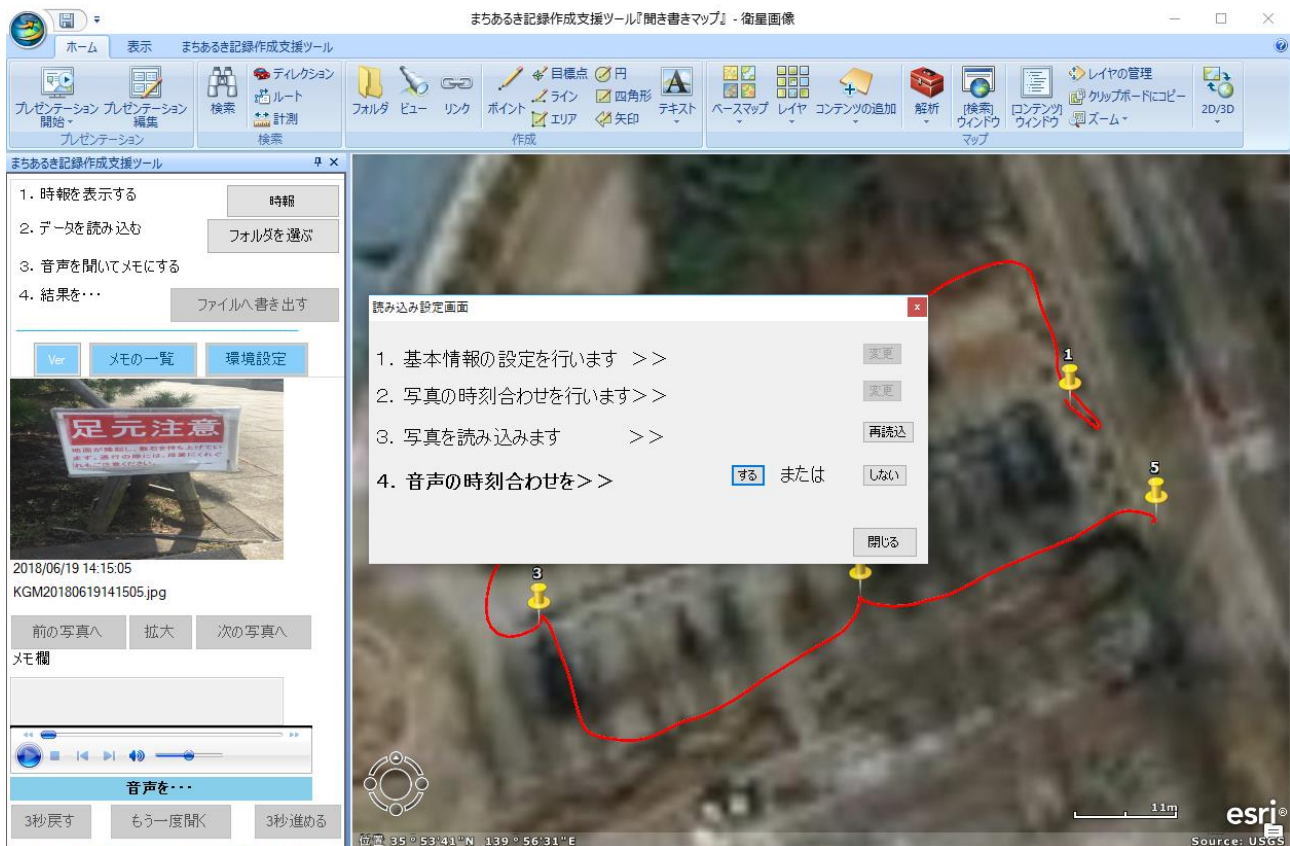 まちあるき記録作成支援ツール『聞き書きマップ』 - 衛星画像
ホーム 表示 まちあるき記録作成支援ツール
プレゼンテーション開始
プレゼンテーション編集
プレゼンテーション
検索
ディレクション
ルート
計測
検索
フォルダ ビュー リンク ポイント
目標点 円
ライン 四角形
エリア 矢印
テキスト
作成
ベースマップ レイヤ コンテンツの追加 解析
[検索]ウィンドウ
[コンテンツ]ウィンドウ
レイヤの管理
クリップボードにコピー
ズーム
マップ
2D/3D
まちあるき記録作成支援ツール
1. 時報を表示する 時報
2. データを読み込む フォルダを選ぶ
3. 音声を聞いてメモにする
4. 結果を・・・ ファイルへ書き出す
Ver メモの一覧 環境設定
足元注意
2018/06/19 14:15:05
KGM20180619141505.jpg
前の写真へ 拡大 次の写真へ
メモ欄
音声を・・・
3秒戻す もう一度聞く 3秒進める
読み込み設定画面
1. 基本情報の設定を行います >> 変更
2. 写真の時刻合わせを行います>> 変更
3. 写真を読み込みます >> 再読込
4. 音声の時刻合わせを>> する または しない
閉じる
1
5
3
11m
esri
位置 35°53'41"N 139°56'31"E
Source: USGS